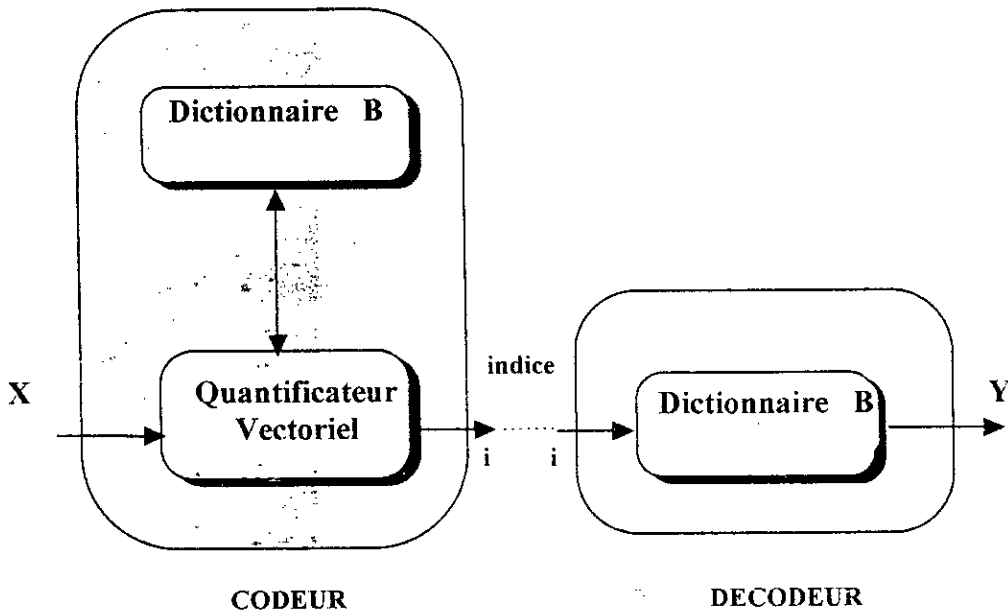 Dictionnaire B
X
Quantificateur
Vectoriel
indice
i
i
Dictionnaire B
Y
CODEUR
DECODEUR